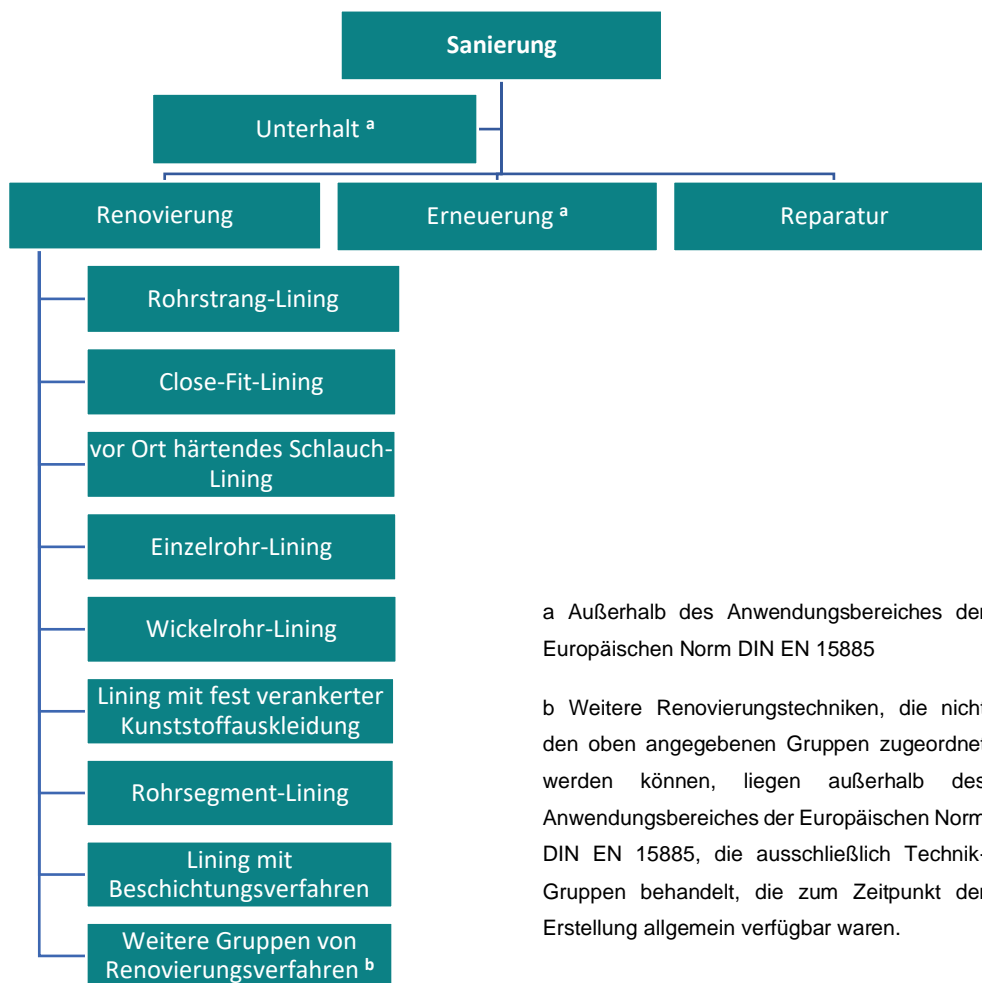 Sanierung
Unterhalt a
Renovierung
Erneuerung a
Reparatur
Rohrstrang-Lining
Close-Fit-Lining
vor Ort härtendes Schlauch-
Lining
Einzelrohr-Lining
Wickelrohr-Lining
Lining mit fest verankerter
Kunststoffauskleidung
Rohrsegment-Lining
Lining mit
Beschichtungsverfahren
Weitere Gruppen von
Renovierungsverfahren b
a Außerhalb des Anwendungsbereiches der
Europäischen Norm DIN EN 15885
b Weitere Renovierungstechniken, die nicht
den oben angegebenen Gruppen zugeordnet
werden können, liegen außerhalb des
Anwendungsbereiches der Europäischen Norm
DIN EN 15885, die ausschließlich Technik-
Gruppen behandelt, die zum Zeitpunkt der
Erstellung allgemein verfügbar waren.